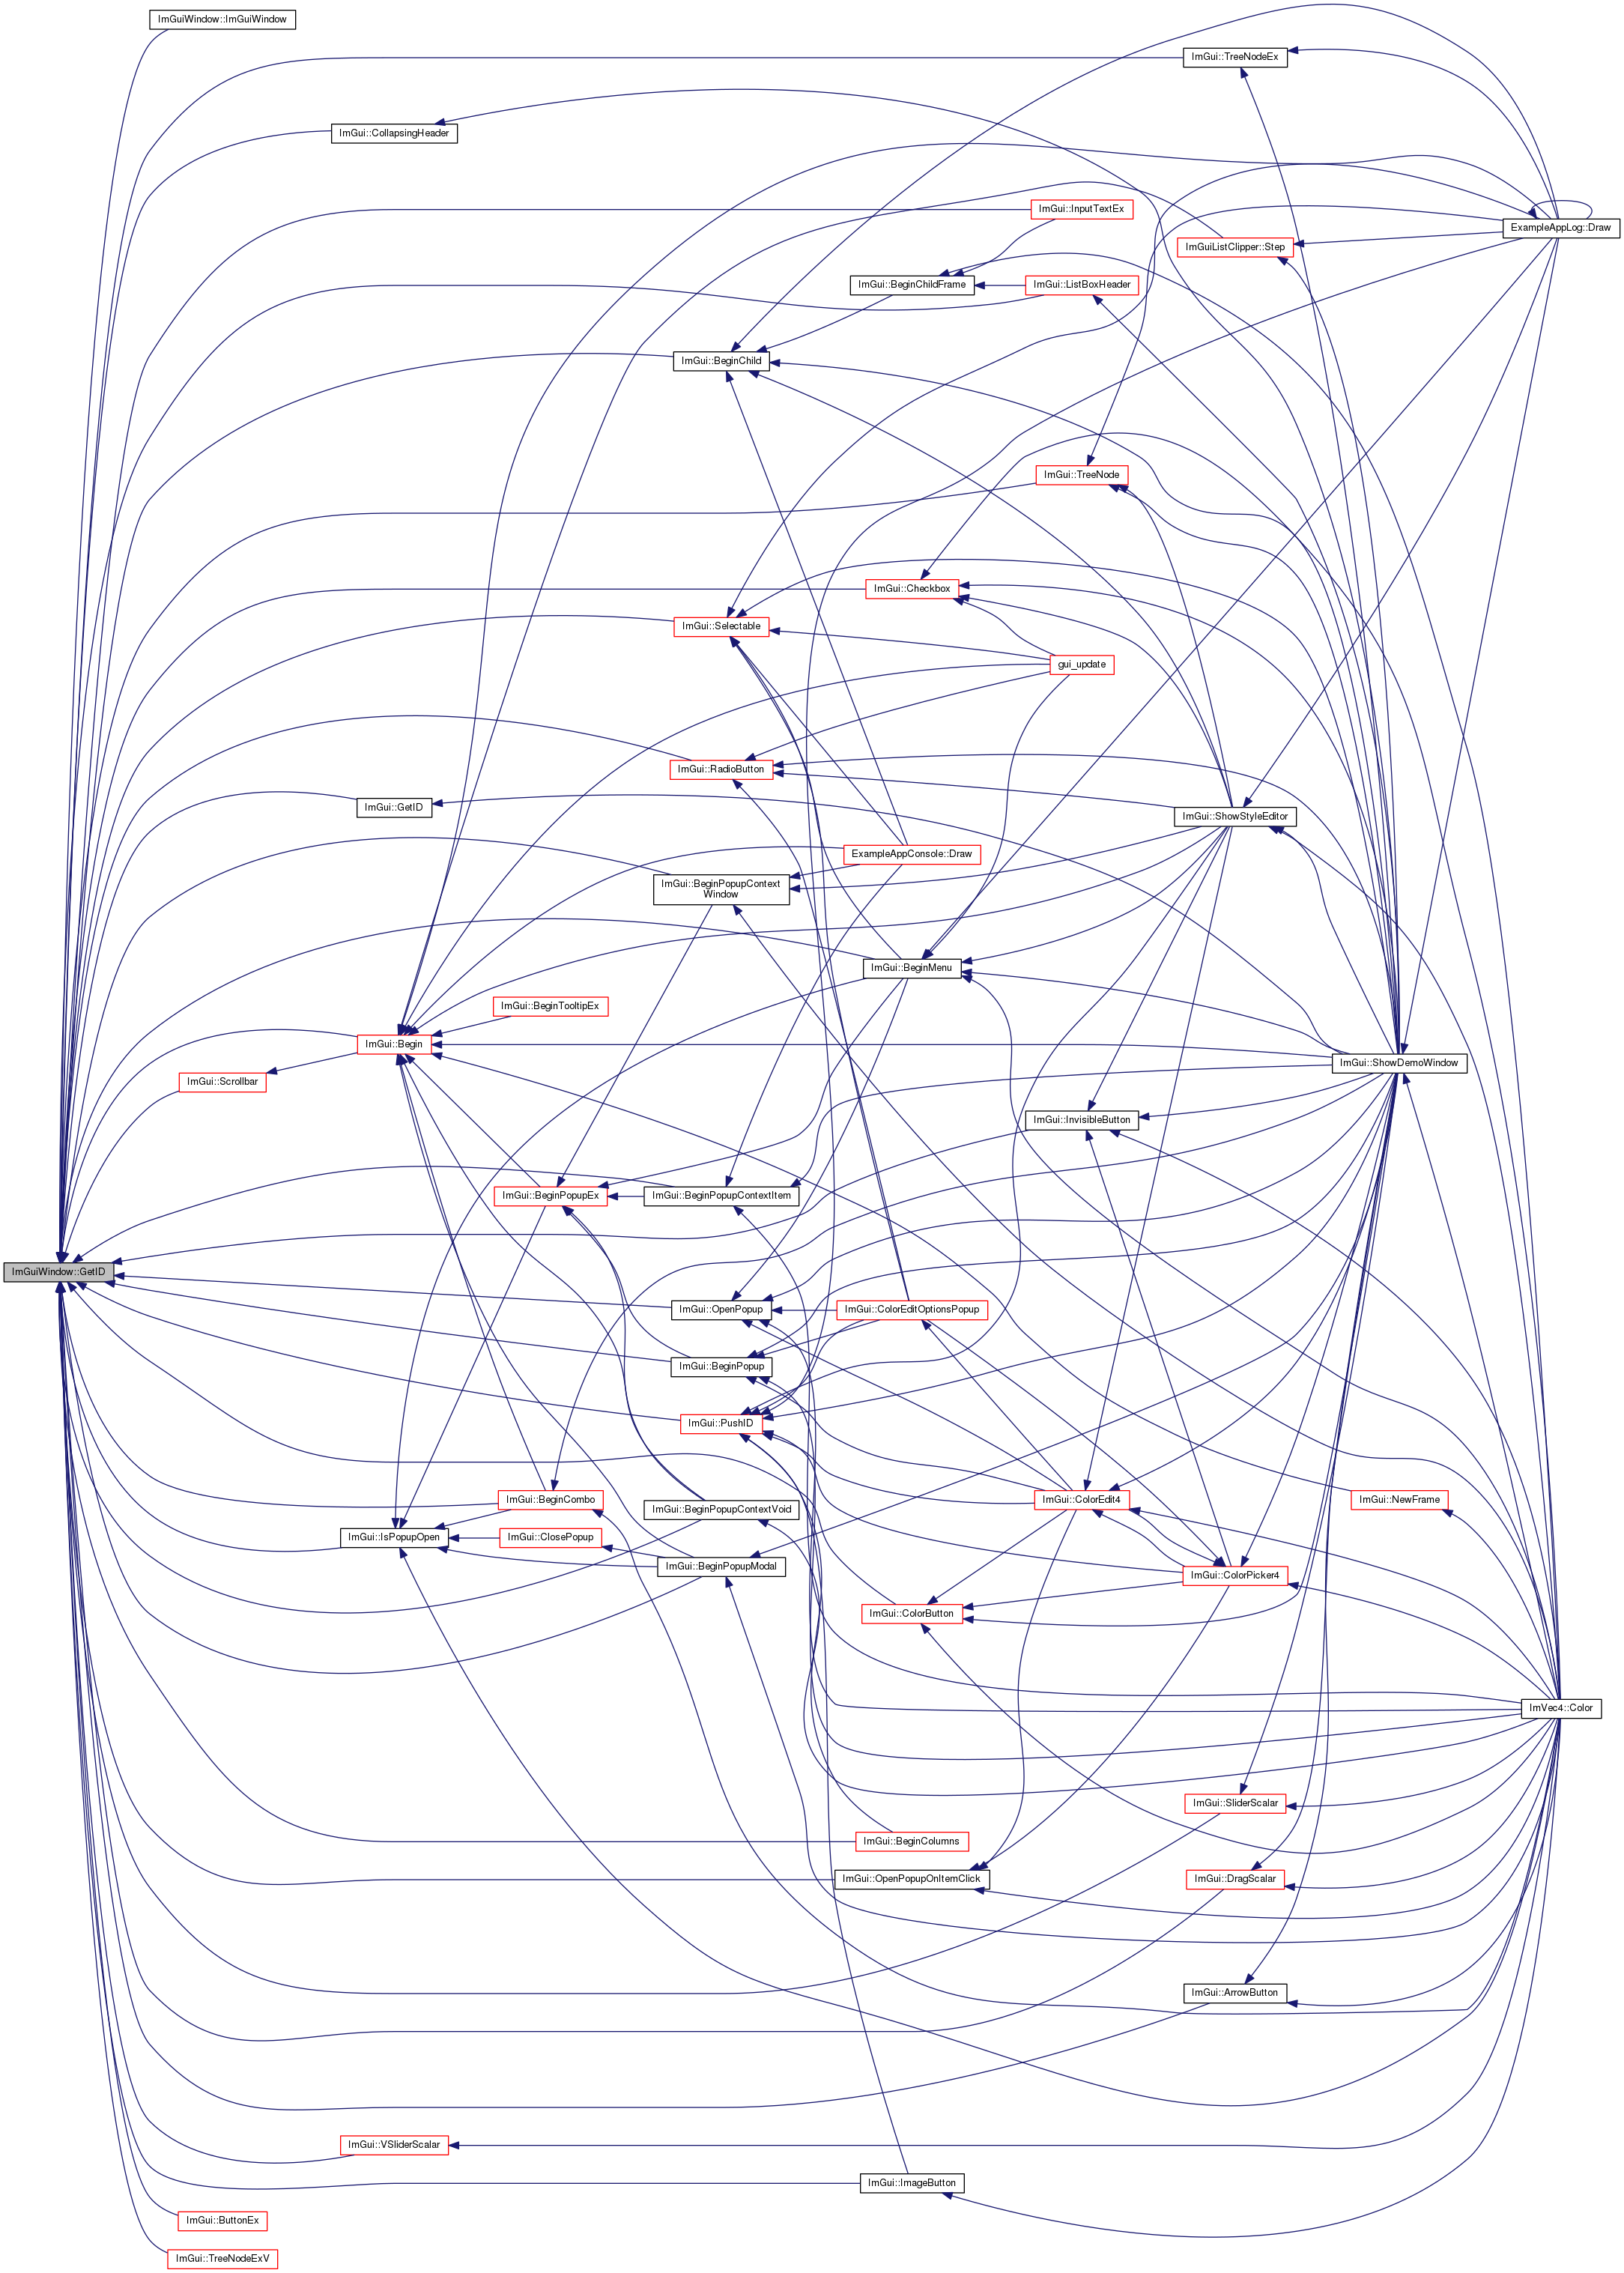 ImGuiWindow::ImGuiWindow
ImGui::TreeNodeEx
ImGui::CollapsingHeader
ImGui::InputTextEx
ExampleAppLog::Draw
ImGuiListClipper::Step
ImGui::BeginChildFrame
ImGui::ListBoxHeader
ImGui::BeginChild
ImGui::TreeNode
ImGui::Checkbox
ImGui::Selectable
gui_update
ImGui::RadioButton
ImGui::GetID
ImGui::ShowStyleEditor
ExampleAppConsole::Draw
ImGui::BeginPopupContext
Window
ImGui::BeginMenu
ImGui::BeginTooltipEx
ImGui::Begin
ImGui::ShowDemoWindow
ImGui::Scrollbar
ImGui::InvisibleButton
ImGui::BeginPopupEx
ImGui::BeginPopupContextItem
ImGuiWindow::GetID
ImGui::OpenPopup
ImGui::ColorEditOptionsPopup
ImGui::BeginPopup
ImGui::PushID
ImGui::BeginCombo
ImGui::ColorEdit4
ImGui::NewFrame
ImGui::BeginPopupContextVoid
ImGui::IsPopupOpen
ImGui::ClosePopup
ImGui::BeginPopupModal
ImGui::ColorPicker4
ImGui::ColorButton
ImVec4::Color
ImGui::SliderScalar
ImGui::BeginColumns
ImGui::OpenPopupOnItemClick
ImGui::DragScalar
ImGui::ArrowButton
ImGui::VSliderScalar
ImGui::ImageButton
ImGui::ButtonEx
ImGui::TreeNodeExV